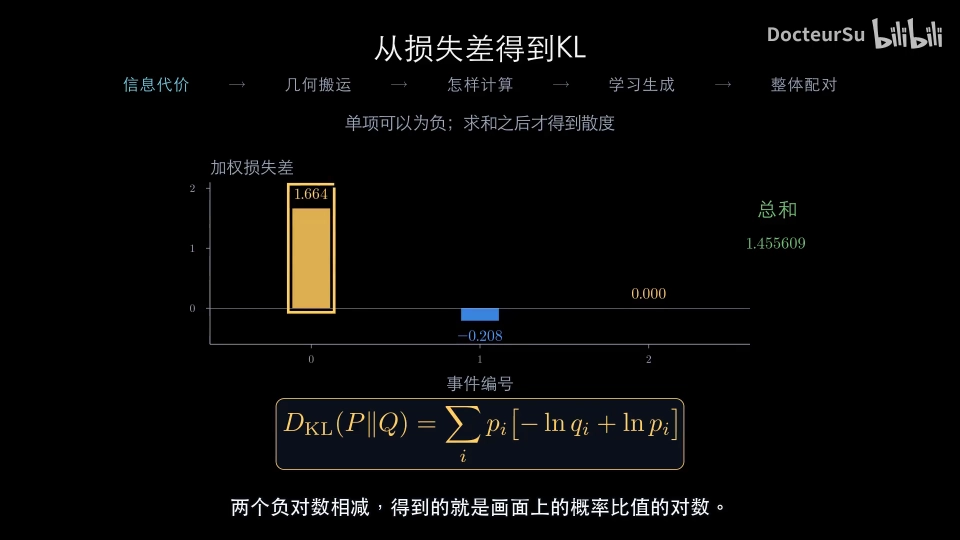 DocteurSu bilibili
从损失差得到KL
信息代价 → 几何搬运 → 怎样计算 → 学习生成 → 整体配对
单项可以为负；求和之后才得到散度
加权损失差
2
1.664
总和
1.455609
1
0.000
0
−0.208
0 1 2
事件编号
D_KL(P‖Q) = ∑_i p_i[− ln q_i + ln p_i]
两个负对数相减，得到的就是画面上的概率比值的对数。